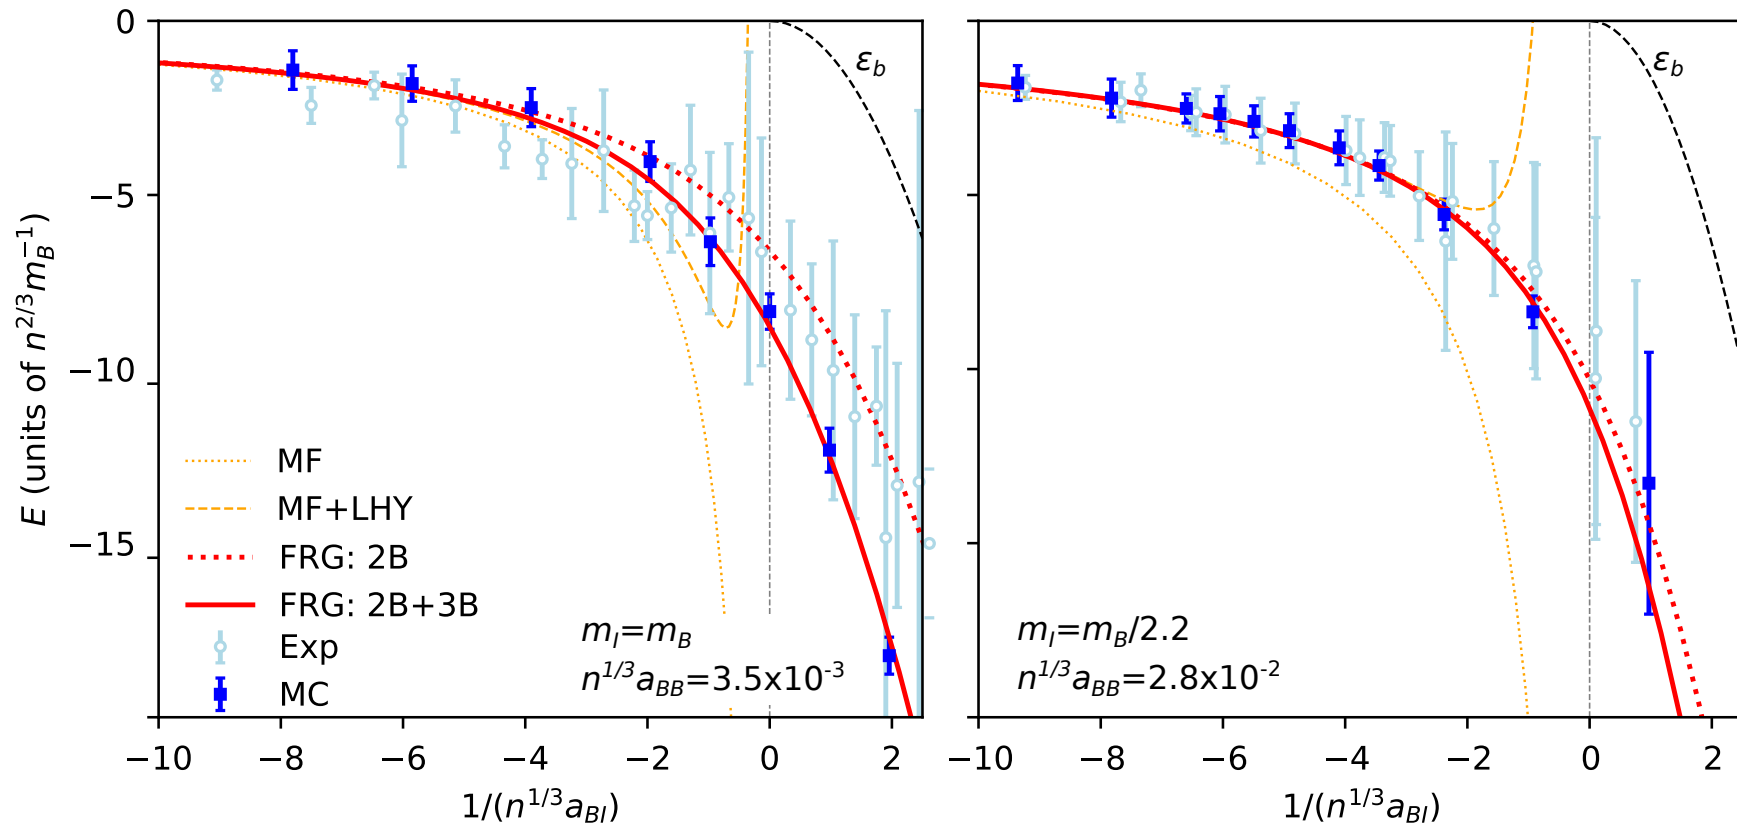 0
−5
−10
−15
E (units of n^{2/3}m_B^{−1})
ε_b
MF
MF+LHY
FRG: 2B
FRG: 2B+3B
Exp
MC
m_I=m_B
n^{1/3}a_{BB}=3.5x10^{-3}
−10 −8 −6 −4 −2 0 2
1/(n^{1/3}a_{BI})
ε_b
m_I=m_B/2.2
n^{1/3}a_{BB}=2.8x10^{-2}
−10 −8 −6 −4 −2 0 2
1/(n^{1/3}a_{BI})